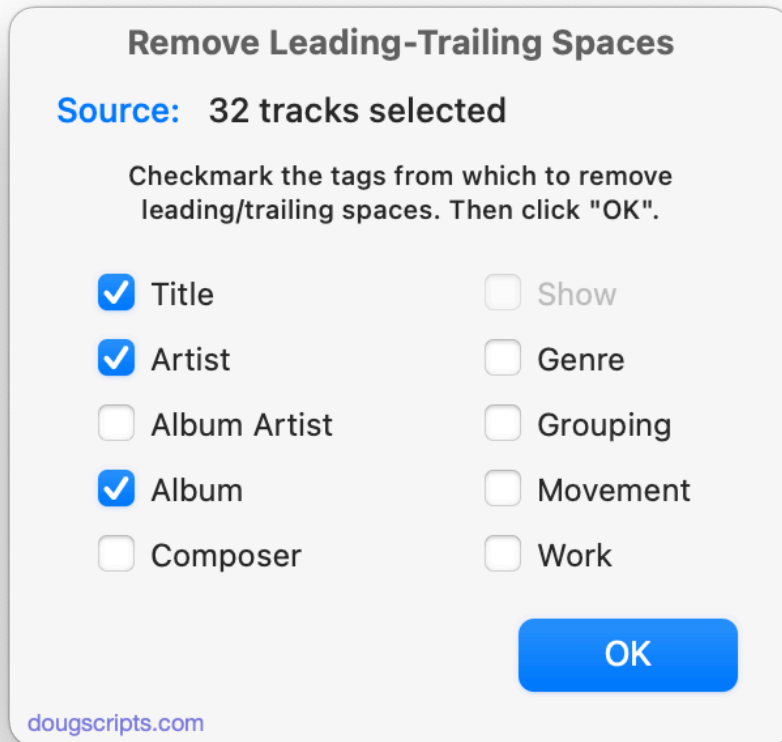 Remove Leading-Trailing Spaces
Source: 32 tracks selected
Checkmark the tags from which to remove
leading/trailing spaces. Then click "OK".
Title
Show
Artist
Genre
Album Artist
Grouping
Album
Movement
Composer
Work
OK
dougscripts.com